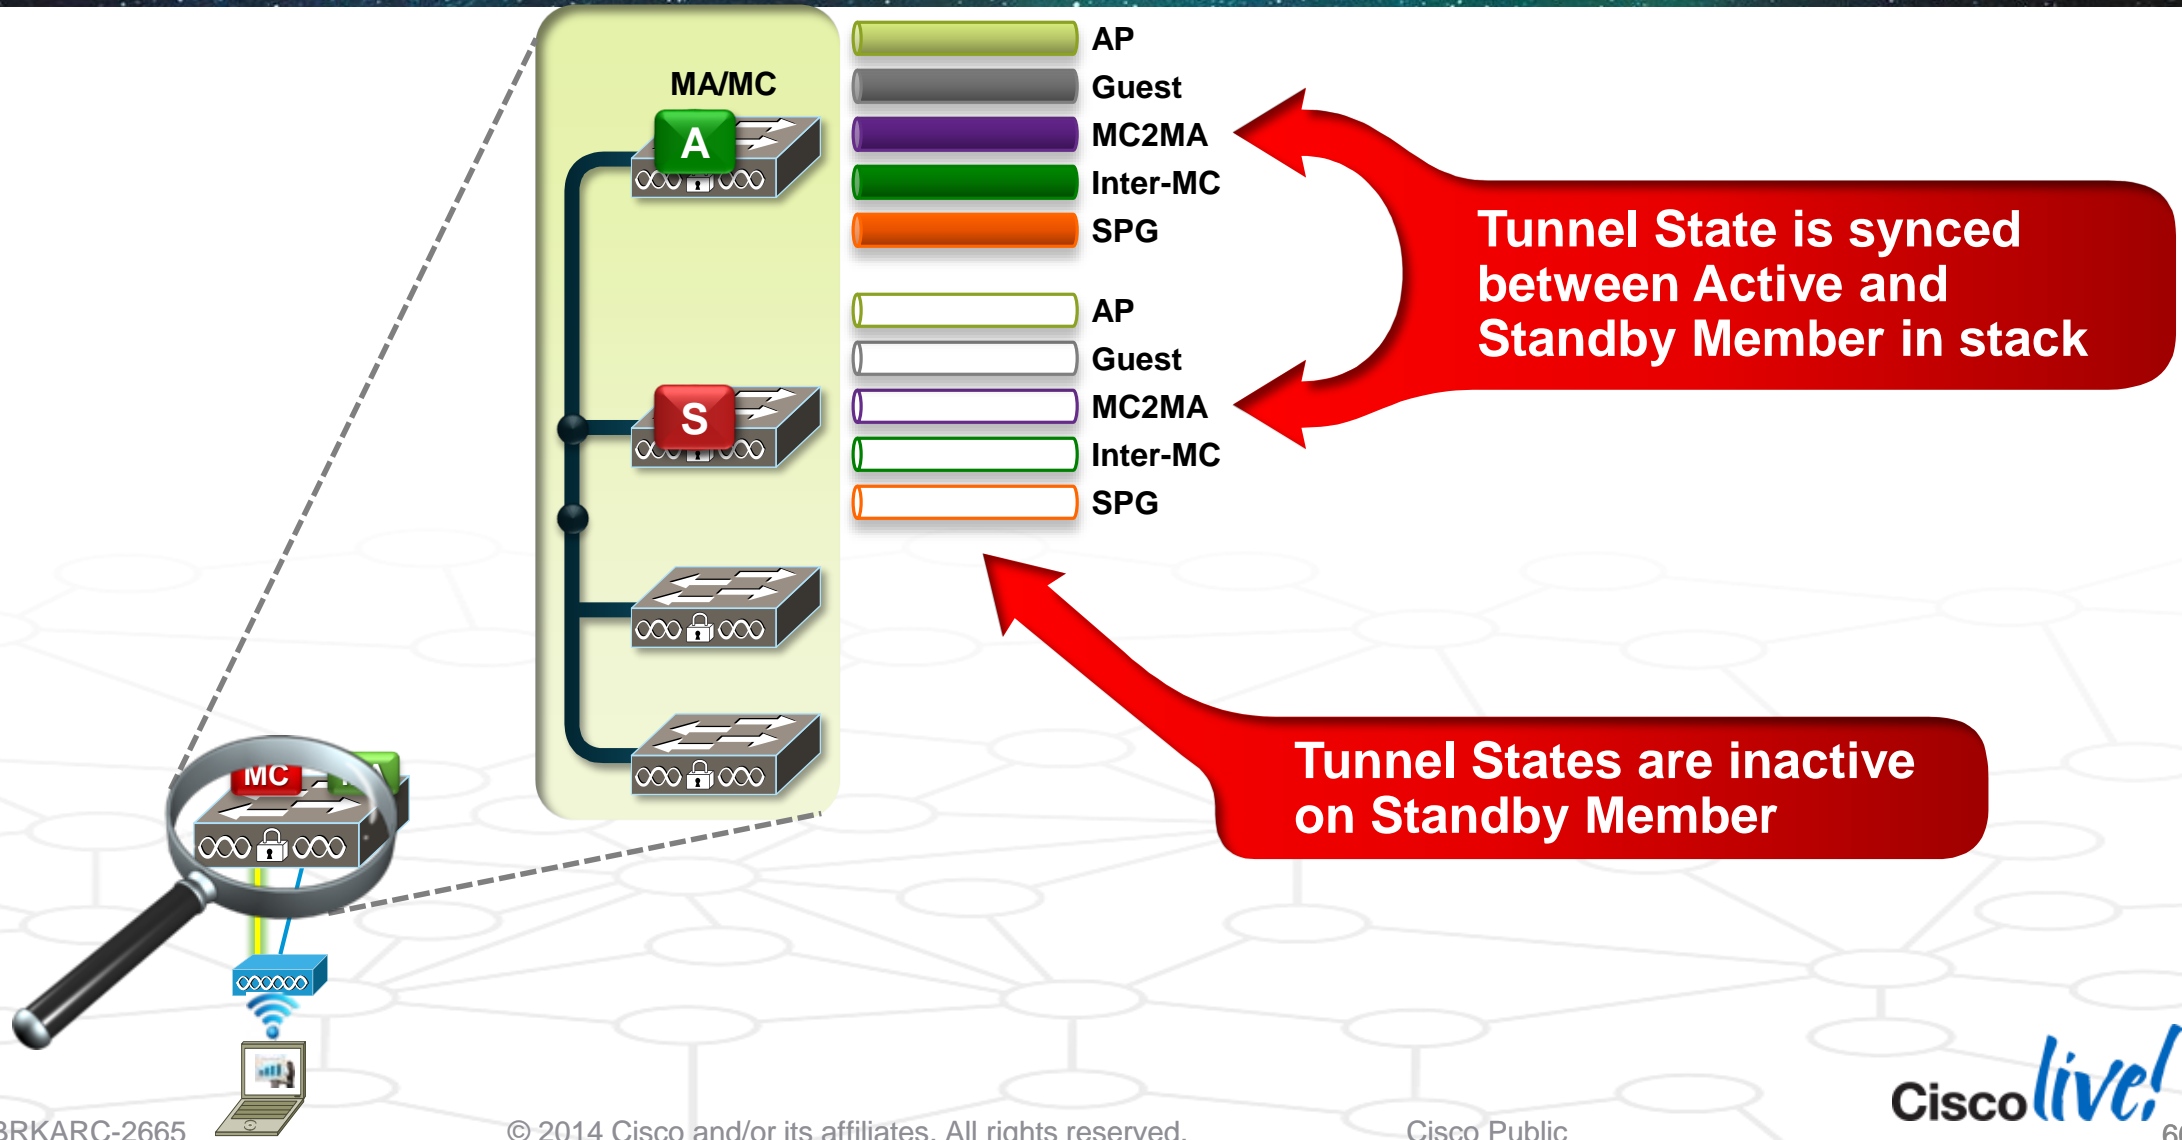 MA/MC
A
AP
Guest
MC2MA
Inter-MC
SPG
Tunnel State is synced
between Active and
Standby Member in stack
S
AP
Guest
MC2MA
Inter-MC
SPG
Tunnel States are inactive
on Standby Member
MC
BRKARC-2665
© 2014 Cisco and/or its affiliates. All rights reserved.
Cisco Public
Cisco live!